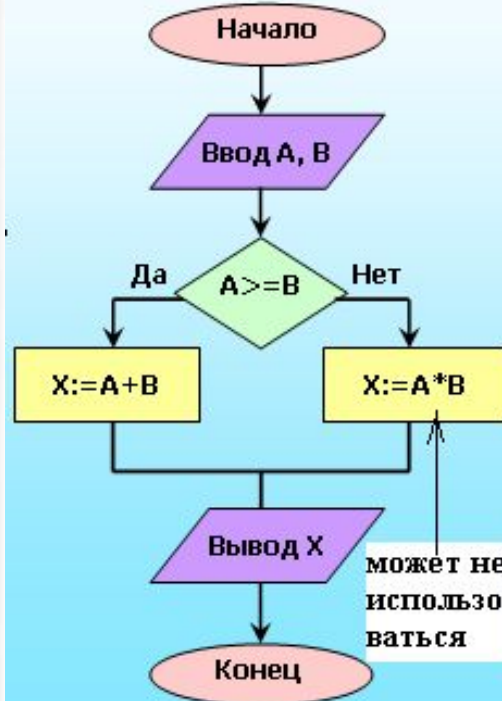 Начало
Ввод A, B
Да
A>=B
Нет
X:=A+B
X:=A*B
Вывод X
может не
использо
ваться
Конец